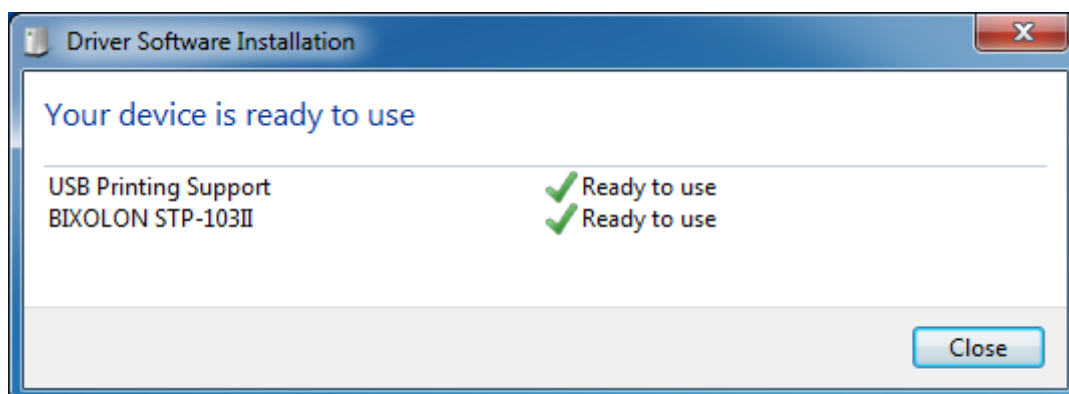 Driver Software Installation
Your device is ready to use
USB Printing Support ✓ Ready to use
BIXOLON STP-103II ✓ Ready to use
Close